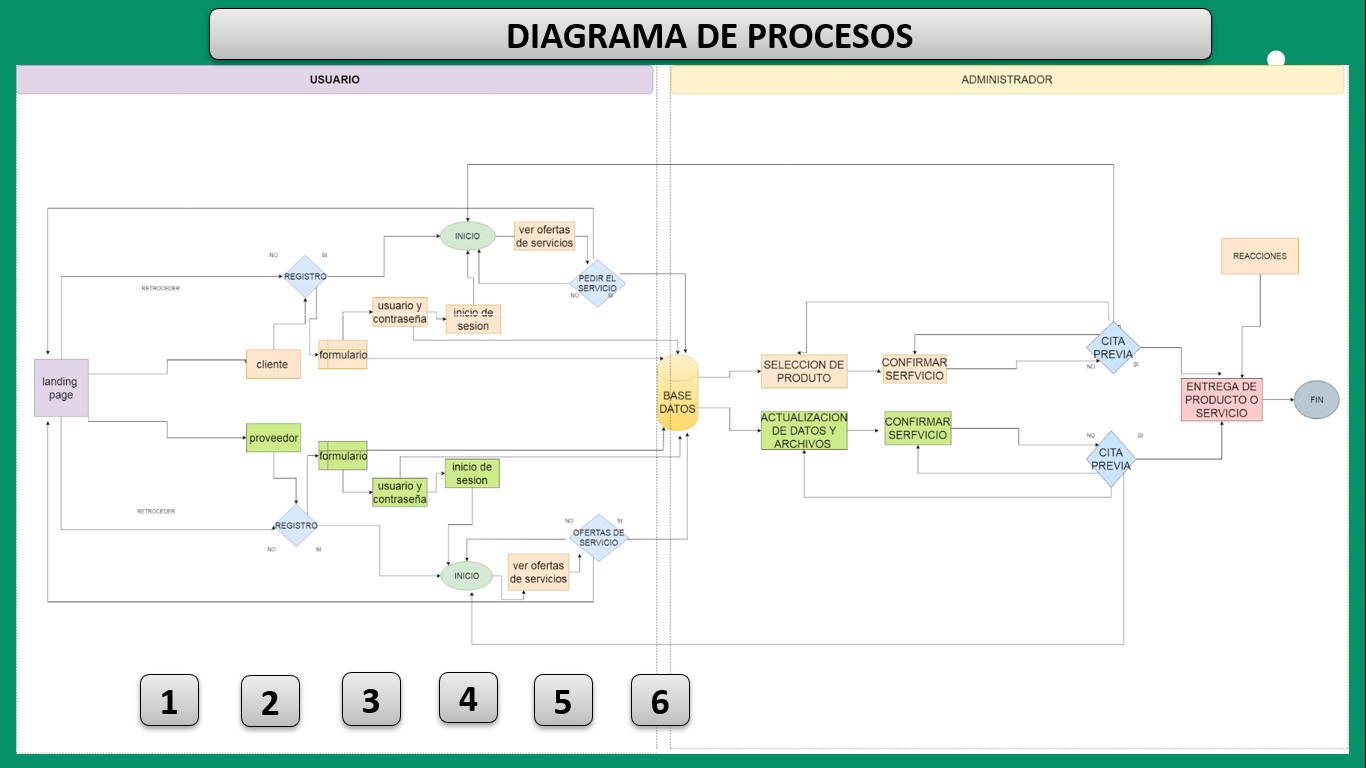 DIAGRAMA DE PROCESOS
USUARIO
ADMINISTRADOR
INICIO
ver ofertas
de servicios
NO
SI
REGISTRO
RETROCEDER
PEDIR EL
SERVICIO
NO
SI
usuario y
contraseña
inicio de
sesion
cliente
formulario
landing
page
proveedor
formulario
usuario y
contraseña
inicio de
sesion
RETROCEDER
REGISTRO
NO
SI
NO
SI
OFERTAS DE
SERVICIO
INICIO
ver ofertas
de servicios
BASE
DATOS
SELECCION DE
PRODUTO
CONFIRMAR
SERFVICIO
CITA
PREVIA
NO
SI
REACCIONES
ENTREGA DE
PRODUCTO O
SERVICIO
FIN
ACTUALIZACION
DE DATOS Y
ARCHIVOS
CONFIRMAR
SERFVICIO
NO
SI
CITA
PREVIA
1
2
3
4
5
6